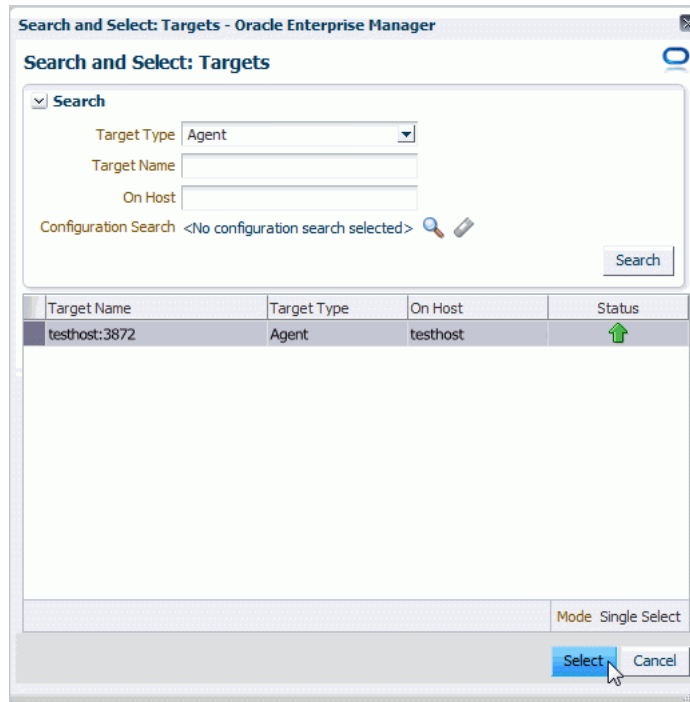 Search and Select: Targets - Oracle Enterprise Manager
Search and Select: Targets
Search
Target Type Agent
Target Name
On Host
Configuration Search <No configuration search selected>
Search
Target Name Target Type On Host Status
testhost:3872 Agent testhost
Mode Single Select
Select Cancel